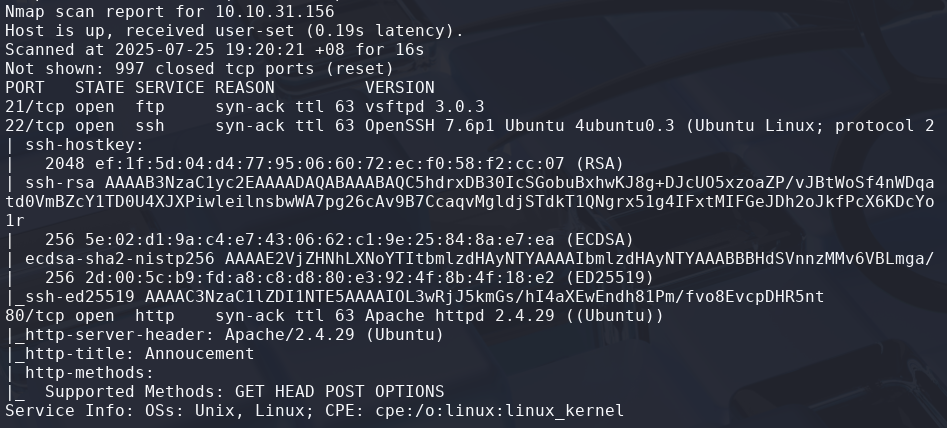 Nmap scan report for 10.10.31.156
Host is up, received user-set (0.19s latency).
Scanned at 2025-07-25 19:20:21 +08 for 16s
Not shown: 997 closed tcp ports (reset)
PORT   STATE SERVICE REASON         VERSION
21/tcp open  ftp     syn-ack ttl 63 vsftpd 3.0.3
22/tcp open  ssh     syn-ack ttl 63 OpenSSH 7.6p1 Ubuntu 4ubuntu0.3 (Ubuntu Linux; protocol 2
| ssh-hostkey:
|   2048 ef:1f:5d:04:d4:77:95:06:60:72:ec:f0:58:f2:cc:07 (RSA)
| ssh-rsa AAAAB3NzaC1yc2EAAAADAQABAAABAQC5hdrxDB30IcSGobuBxhwKJ8g+DJcUO5xzoaZP/vJBtWoSf4nWDqa
td0VmBZcY1TD0U4XJXPiwleilnsbwWA7pg26cAv9B7CcaqvMgldjSTdkT1QNgrx51g4IFxtMIFGeJDh2oJkfPcX6KDcYo
1r
|   256 5e:02:d1:9a:c4:e7:43:06:62:c1:9e:25:84:8a:e7:ea (ECDSA)
| ecdsa-sha2-nistp256 AAAAE2VjZHNhLXNoYTItbmlzdHAyNTYAAAAIbmlzdHAyNTYAAABBBHdSVnnzMMv6VBLmga/
|   256 2d:00:5c:b9:fd:a8:c8:d8:80:e3:92:4f:8b:4f:18:e2 (ED25519)
|_ssh-ed25519 AAAAC3NzaC1lZDI1NTE5AAAAIOL3wRjJ5kmGs/hI4aXEwEndh81Pm/fvo8EvcpDHR5nt
80/tcp open  http    syn-ack ttl 63 Apache httpd 2.4.29 ((Ubuntu))
|_http-server-header: Apache/2.4.29 (Ubuntu)
|_http-title: Annoucement
| http-methods:
|_  Supported Methods: GET HEAD POST OPTIONS
Service Info: OSs: Unix, Linux; CPE: cpe:/o:linux:linux_kernel